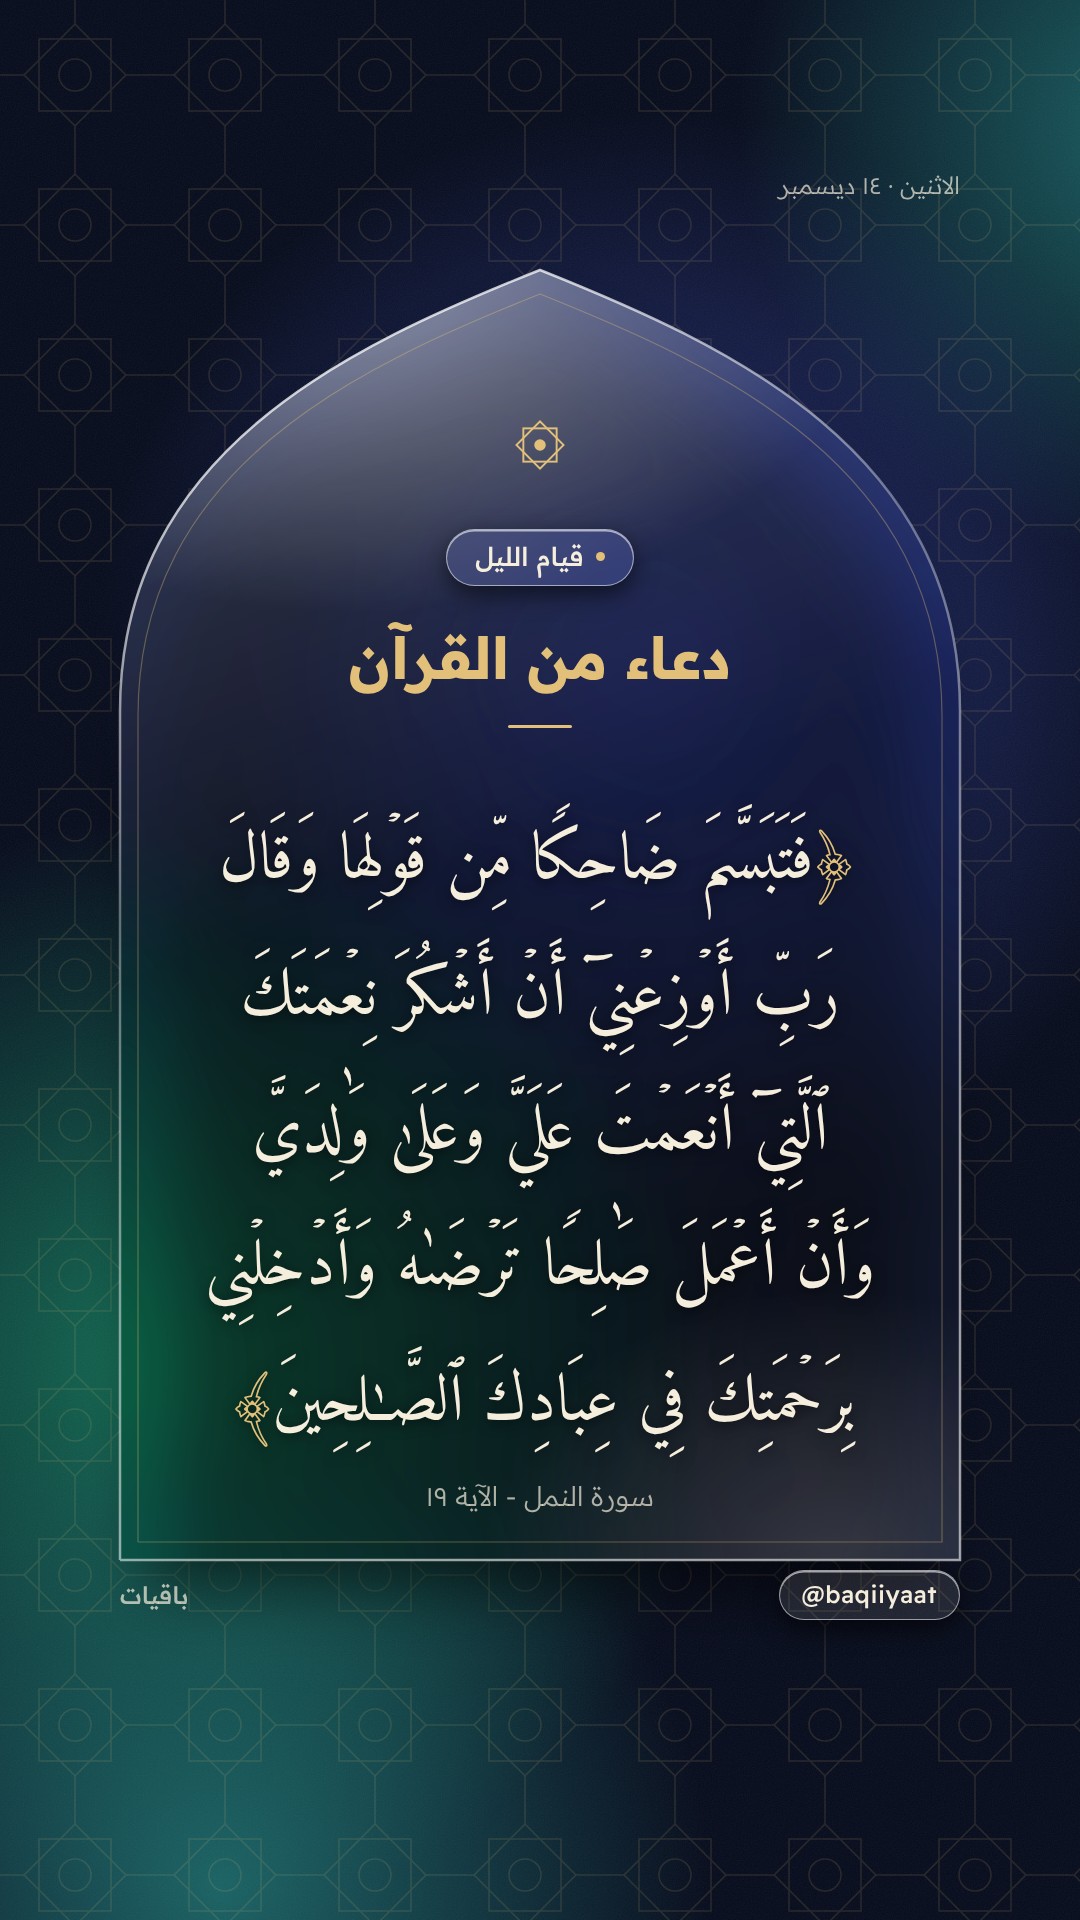 الاثنين · ١٤ ديسمبر
قيام الليل
دعاء من القرآن
﴿فَتَبَسَّمَ ضَاحِكًا مِّن قَوۡلِهَا وَقَالَ
رَبِّ أَوۡزِعۡنِيٓ أَنۡ أَشۡكُرَ نِعۡمَتَكَ
ٱلَّتِيٓ أَنۡعَمۡتَ عَلَيَّ وَعَلَىٰ وَٰلِدَيَّ
وَأَنۡ أَعۡمَلَ صَٰلِحٗا تَرۡضَىٰهُ وَأَدۡخِلۡنِي
بِرَحۡمَتِكَ فِي عِبَادِكَ ٱلصَّـٰلِحِينَ﴾
سورة النمل - الآية ١٩
@baqiiyaat
باقيات